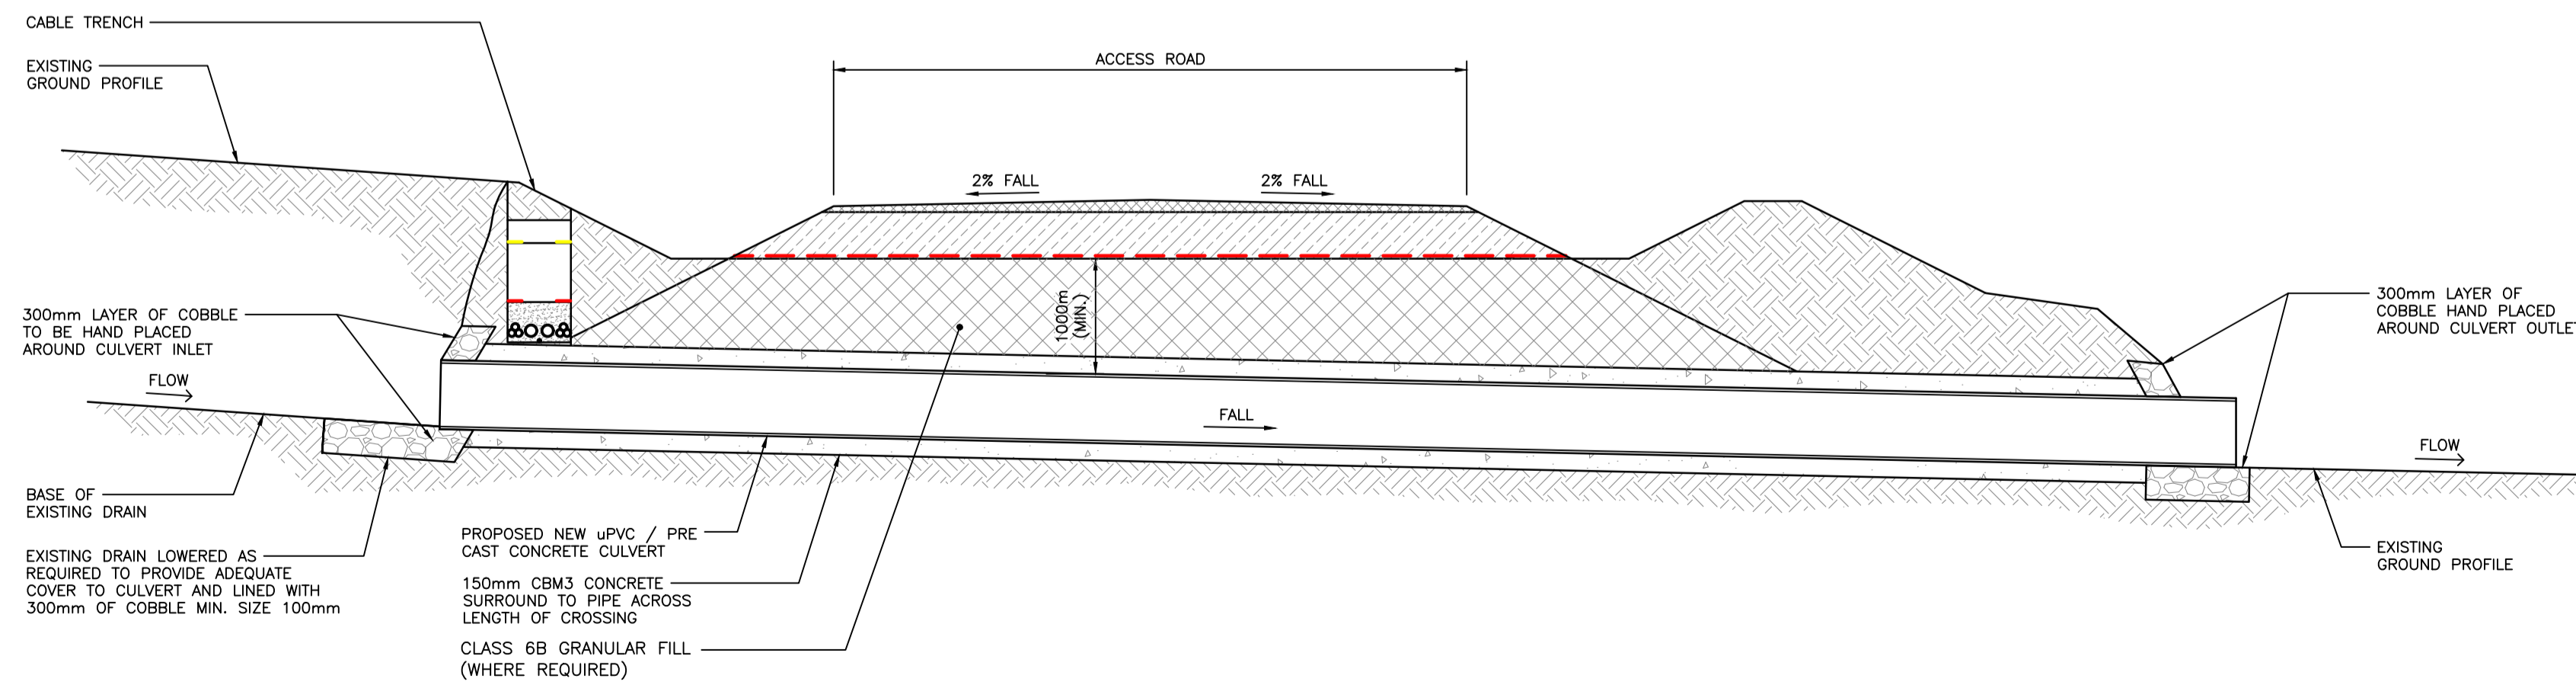 CABLE TRENCH
EXISTING
GROUND PROFILE
ACCESS ROAD
2% FALL
2% FALL
1000m
(MIN.)
300mm LAYER OF COBBLE
TO BE HAND PLACED
AROUND CULVERT INLET
FLOW
300mm LAYER OF
COBBLE HAND PLACED
AROUND CULVERT OUTLET
FALL
FLOW
BASE OF
EXISTING DRAIN
EXISTING DRAIN LOWERED AS
REQUIRED TO PROVIDE ADEQUATE
COVER TO CULVERT AND LINED WITH
300mm OF COBBLE MIN. SIZE 100mm
PROPOSED NEW uPVC / PRE
CAST CONCRETE CULVERT
150mm CBM3 CONCRETE
SURROUND TO PIPE ACROSS
LENGTH OF CROSSING
CLASS 6B GRANULAR FILL
(WHERE REQUIRED)
EXISTING
GROUND PROFILE